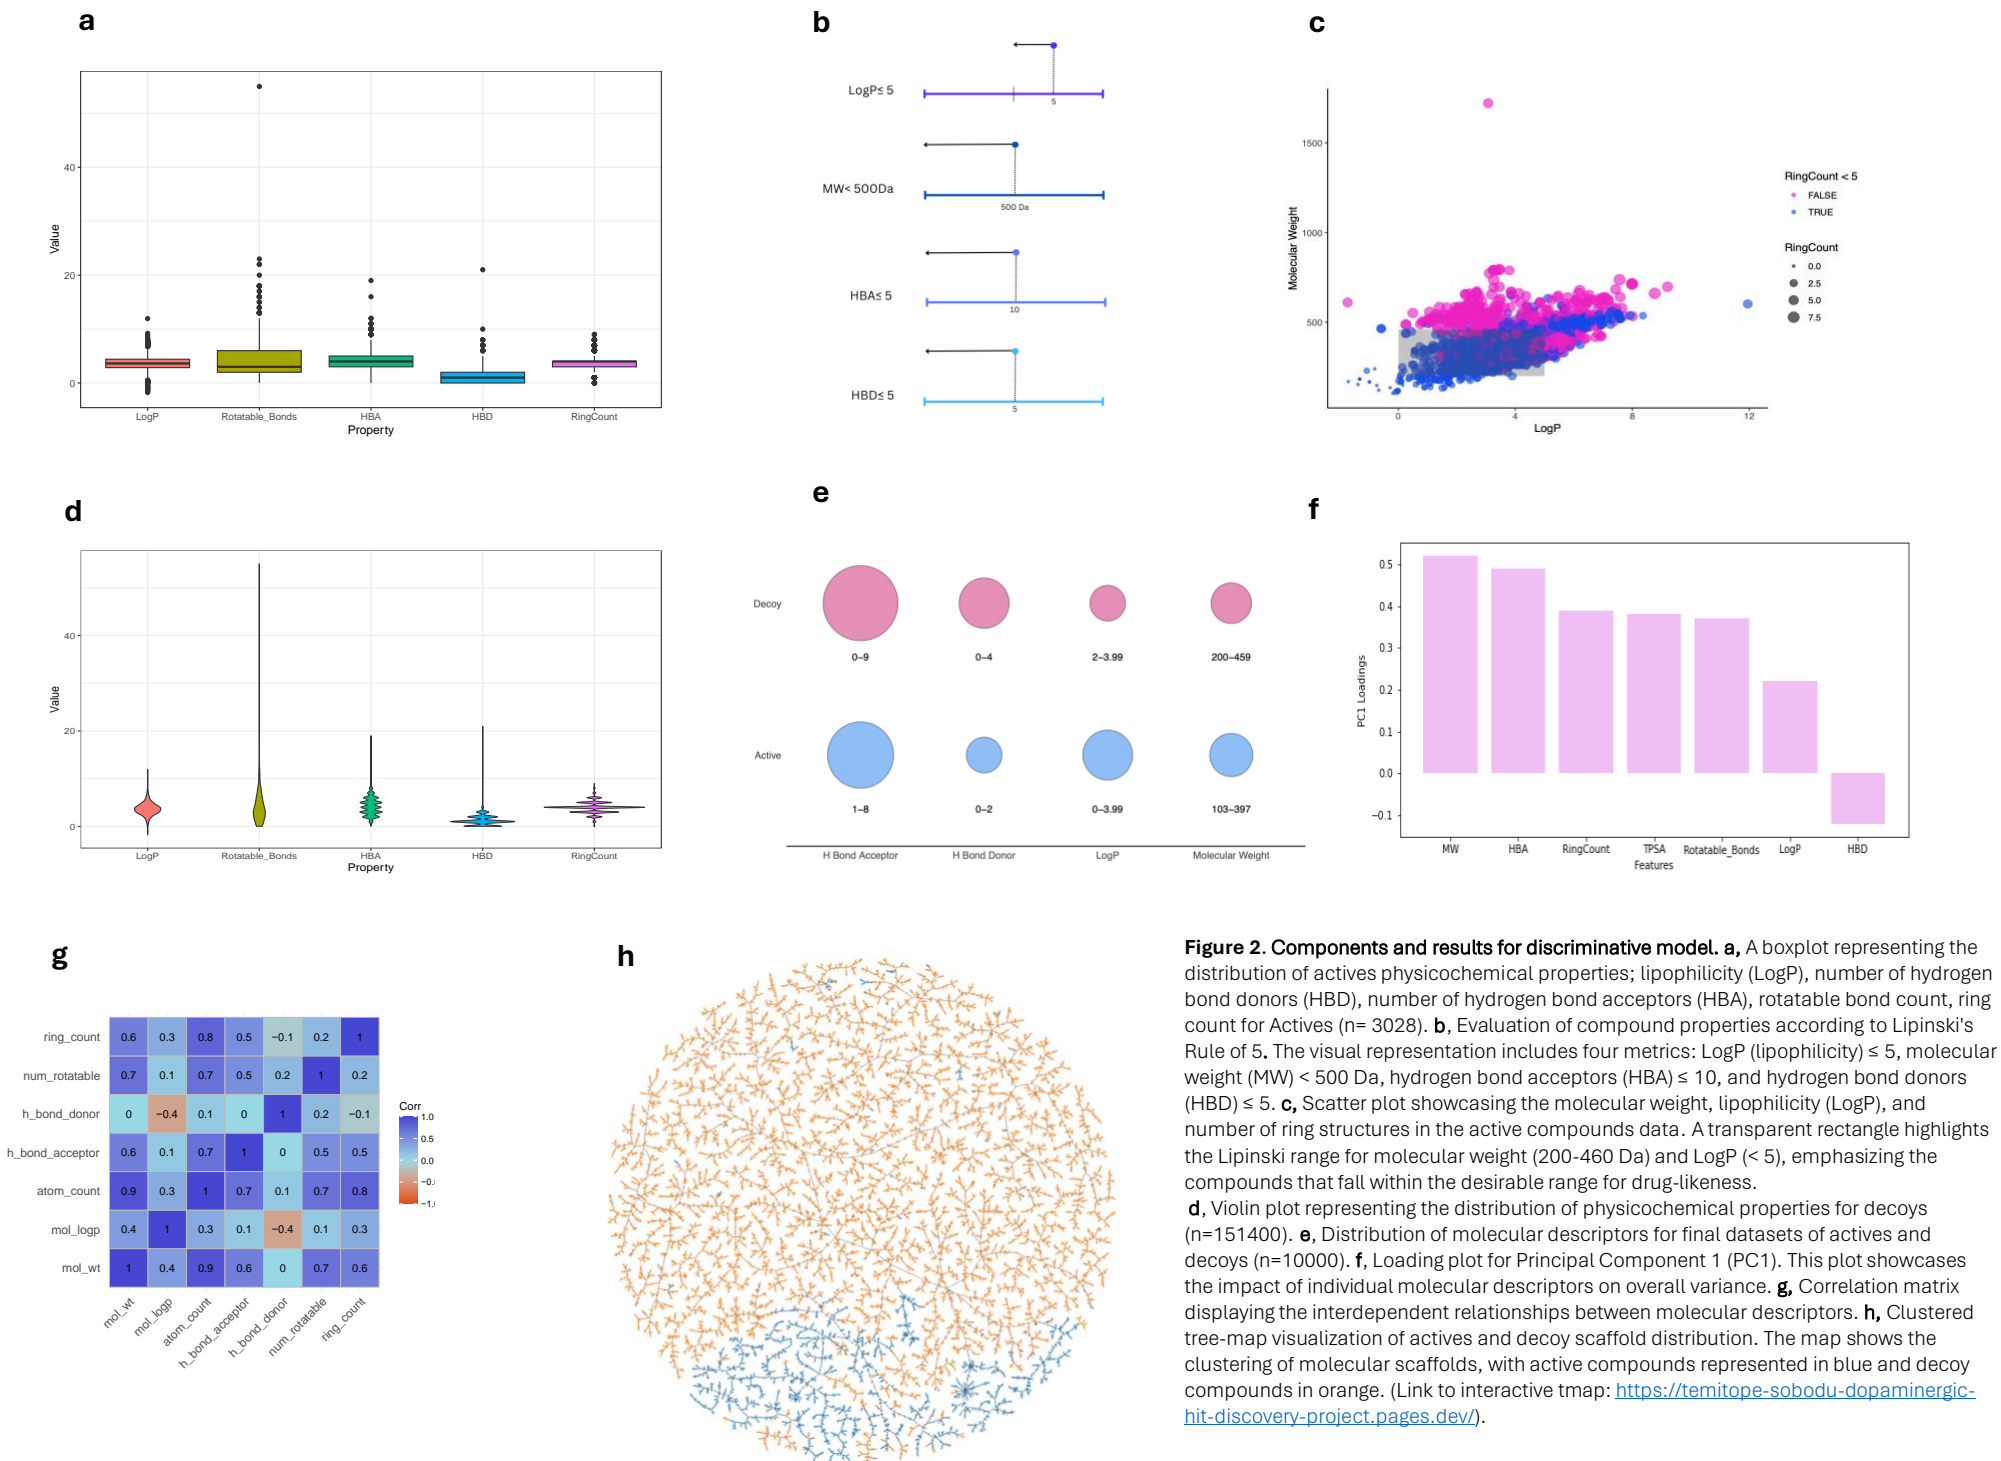 a
Value
40
20
0
LogP
Rotatable_Bonds
HBA
HBD
RingCount
Property
b
LogP≤ 5
5
MW< 500Da
500 Da
HBA≤ 5
10
HBD≤ 5
5
c
Molecular Weight
1500
1000
500
0
4
8
12
LogP
RingCount < 5
FALSE
TRUE
RingCount
0.0
2.5
5.0
7.5
d
Value
40
20
0
LogP
Rotatable_Bonds
HBA
HBD
RingCount
Property
e
Decoy
0–9
0–4
2–3.99
200–459
Active
1–8
0–2
0–3.99
103–397
H Bond Acceptor
H Bond Donor
LogP
Molecular Weight
f
PC1 Loadings
0.5
0.4
0.3
0.2
0.1
0.0
−0.1
MW
HBA
RingCount
TPSA
Rotatable_Bonds
LogP
HBD
Features
g
ring_count 0.6 0.3 0.8 0.5 −0.1 0.2 1
num_rotatable 0.7 0.1 0.7 0.5 0.2 1 0.2
h_bond_donor 0 −0.4 0.1 0 1 0.2 −0.1
h_bond_acceptor 0.6 0.1 0.7 1 0 0.5 0.5
atom_count 0.9 0.3 1 0.7 0.1 0.7 0.8
mol_logp 0.4 1 0.3 0.1 −0.4 0.1 0.3
mol_wt 1 0.4 0.9 0.6 0 0.7 0.6
mol_wt
mol_logp
atom_count
h_bond_acceptor
h_bond_donor
num_rotatable
ring_count
Corr
1.0
0.5
0.0
h
Figure 2. Components and results for discriminative model. a, A boxplot representing the
distribution of actives physicochemical properties; lipophilicity (LogP), number of hydrogen
bond donors (HBD), number of hydrogen bond acceptors (HBA), rotatable bond count, ring
count for Actives (n= 3028). b, Evaluation of compound properties according to Lipinski's
Rule of 5. The visual representation includes four metrics: LogP (lipophilicity) ≤ 5, molecular
weight (MW) < 500 Da, hydrogen bond acceptors (HBA) ≤ 10, and hydrogen bond donors
(HBD) ≤ 5. c, Scatter plot showcasing the molecular weight, lipophilicity (LogP), and
number of ring structures in the active compounds data. A transparent rectangle highlights
the Lipinski range for molecular weight (200-460 Da) and LogP (< 5), emphasizing the
compounds that fall within the desirable range for drug-likeness.
d, Violin plot representing the distribution of physicochemical properties for decoys
(n=151400). e, Distribution of molecular descriptors for final datasets of actives and
decoys (n=10000). f, Loading plot for Principal Component 1 (PC1). This plot showcases
the impact of individual molecular descriptors on overall variance. g, Correlation matrix
displaying the interdependent relationships between molecular descriptors. h, Clustered
tree-map visualization of actives and decoy scaffold distribution. The map shows the
clustering of molecular scaffolds, with active compounds represented in blue and decoy
compounds in orange. (Link to interactive tmap: https://temitope-sobodu-dopaminergic-
hit-discovery-project.pages.dev/).